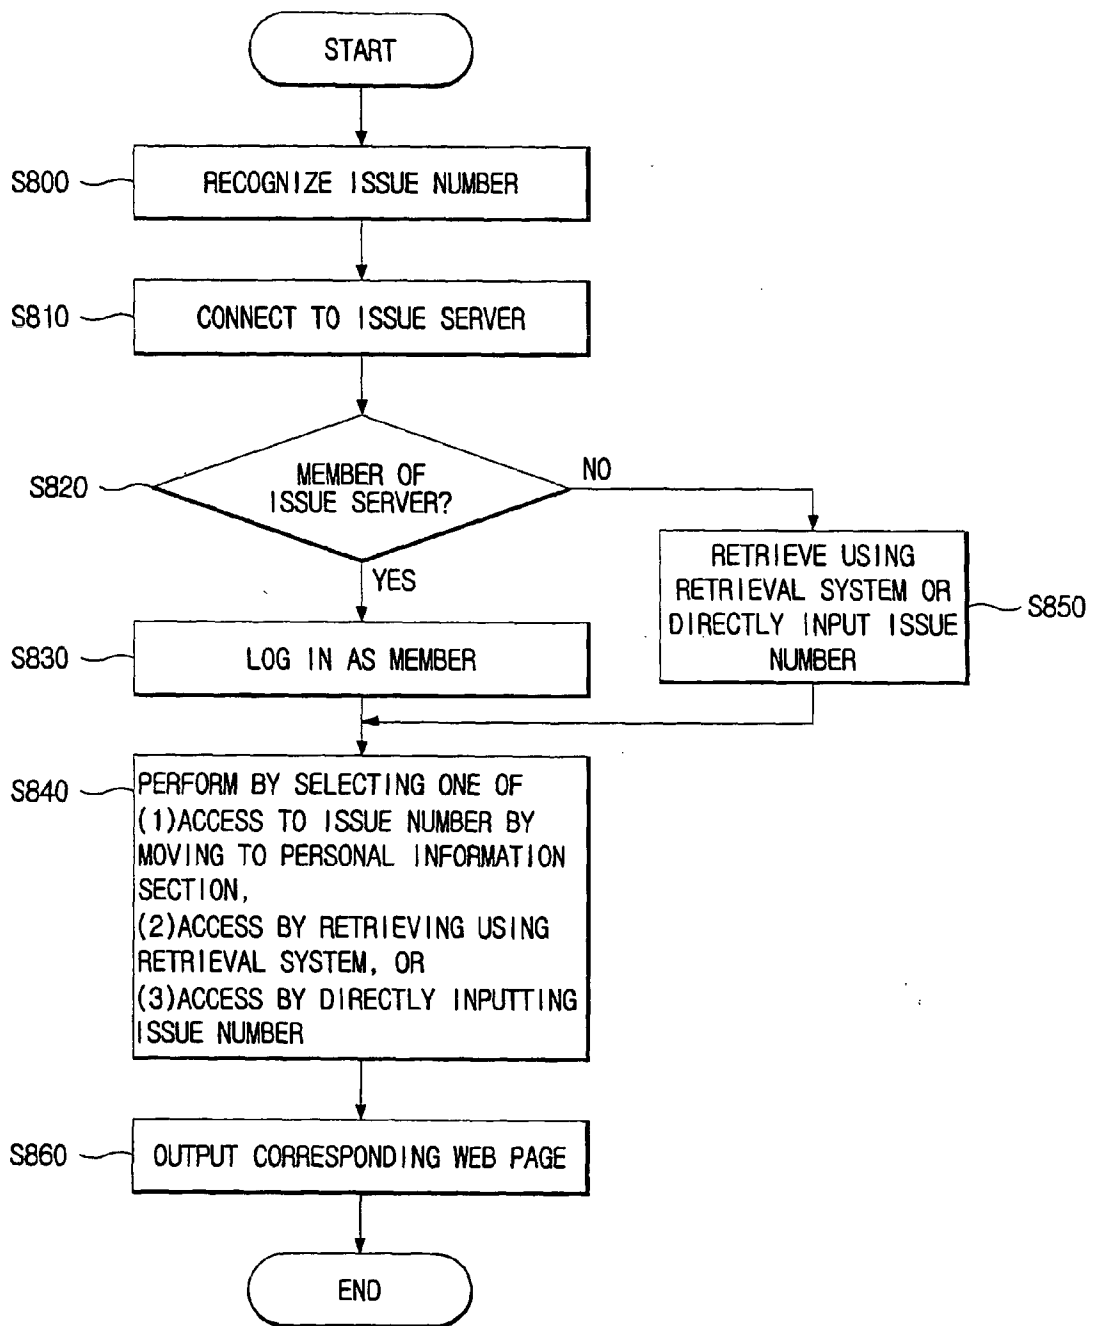 START
S800
RECOGNIZE ISSUE NUMBER
S810
CONNECT TO ISSUE SERVER
S820
MEMBER OF
ISSUE SERVER?
NO
YES
RETRIEVE USING
RETRIEVAL SYSTEM OR
DIRECTLY INPUT ISSUE
NUMBER
S850
S830
LOG IN AS MEMBER
S840
PERFORM BY SELECTING ONE OF
(1)ACCESS TO ISSUE NUMBER BY
MOVING TO PERSONAL INFORMATION
SECTION,
(2)ACCESS BY RETRIEVING USING
RETRIEVAL SYSTEM, OR
(3)ACCESS BY DIRECTLY INPUTTING
ISSUE NUMBER
S860
OUTPUT CORRESPONDING WEB PAGE
END